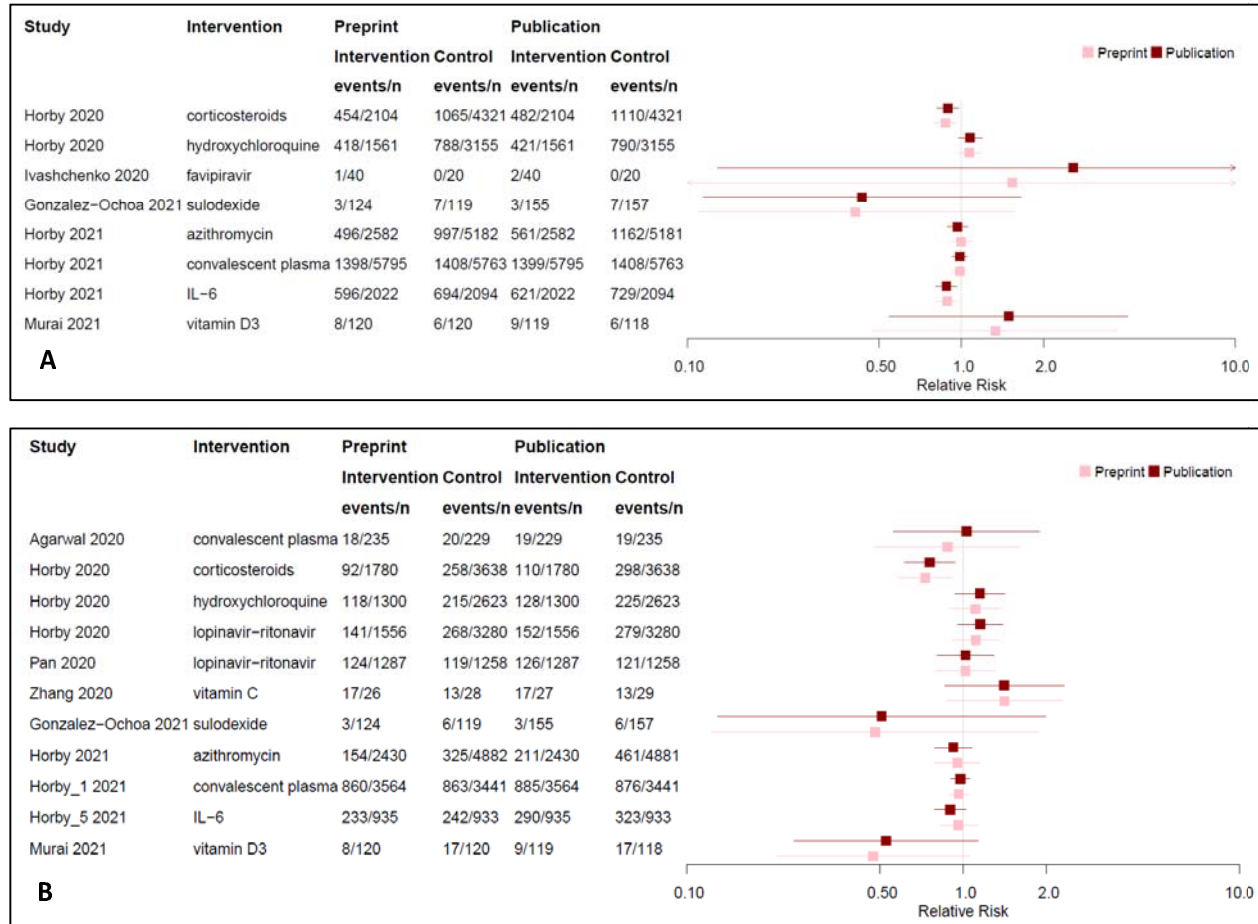 Study Intervention Preprint Publication
Intervention Control Intervention Control
events/n events/n
Preprint Publication
Horby 2020 corticosteroids 454/2104 1065/4321 482/2104 1110/4321
Horby 2020 hydroxychloroquine 418/1561 788/3155 421/1561 790/3155
Ivashchenko 2020 favipiravir 1/40 0/20 2/40 0/20
Gonzalez−Ochoa 2021 sulodexide 3/124 7/119 3/155 7/157
Horby 2021 azithromycin 496/2582 997/5182 561/2582 1162/5181
Horby 2021 convalescent plasma 1398/5795 1408/5763 1399/5795 1408/5763
Horby 2021 IL−6 596/2022 694/2094 621/2022 729/2094
Murai 2021 vitamin D3 8/120 6/120 9/119 6/118
A
0.10 0.50 1.0 2.0 10.0
Relative Risk
Study Intervention Preprint Publication
Intervention Control Intervention Control
events/n events/n events/n
Preprint Publication
Agarwal 2020 convalescent plasma 18/235 20/229 19/229 19/235
Horby 2020 corticosteroids 92/1780 258/3638 110/1780 298/3638
Horby 2020 hydroxychloroquine 118/1300 215/2623 128/1300 225/2623
Horby 2020 lopinavir−ritonavir 141/1556 268/3280 152/1556 279/3280
Pan 2020 lopinavir−ritonavir 124/1287 119/1258 126/1287 121/1258
Zhang 2020 vitamin C 17/26 13/28 17/27 13/29
Gonzalez−Ochoa 2021 sulodexide 3/124 6/119 3/155 6/157
Horby 2021 azithromycin 154/2430 325/4882 211/2430 461/4881
Horby_1 2021 convalescent plasma 860/3564 863/3441 885/3564 876/3441
Horby_5 2021 IL−6 233/935 242/933 290/935 323/933
Murai 2021 vitamin D3 8/120 17/120 9/119 17/118
B
0.10 0.50 1.0 2.0 10.0
Relative Risk